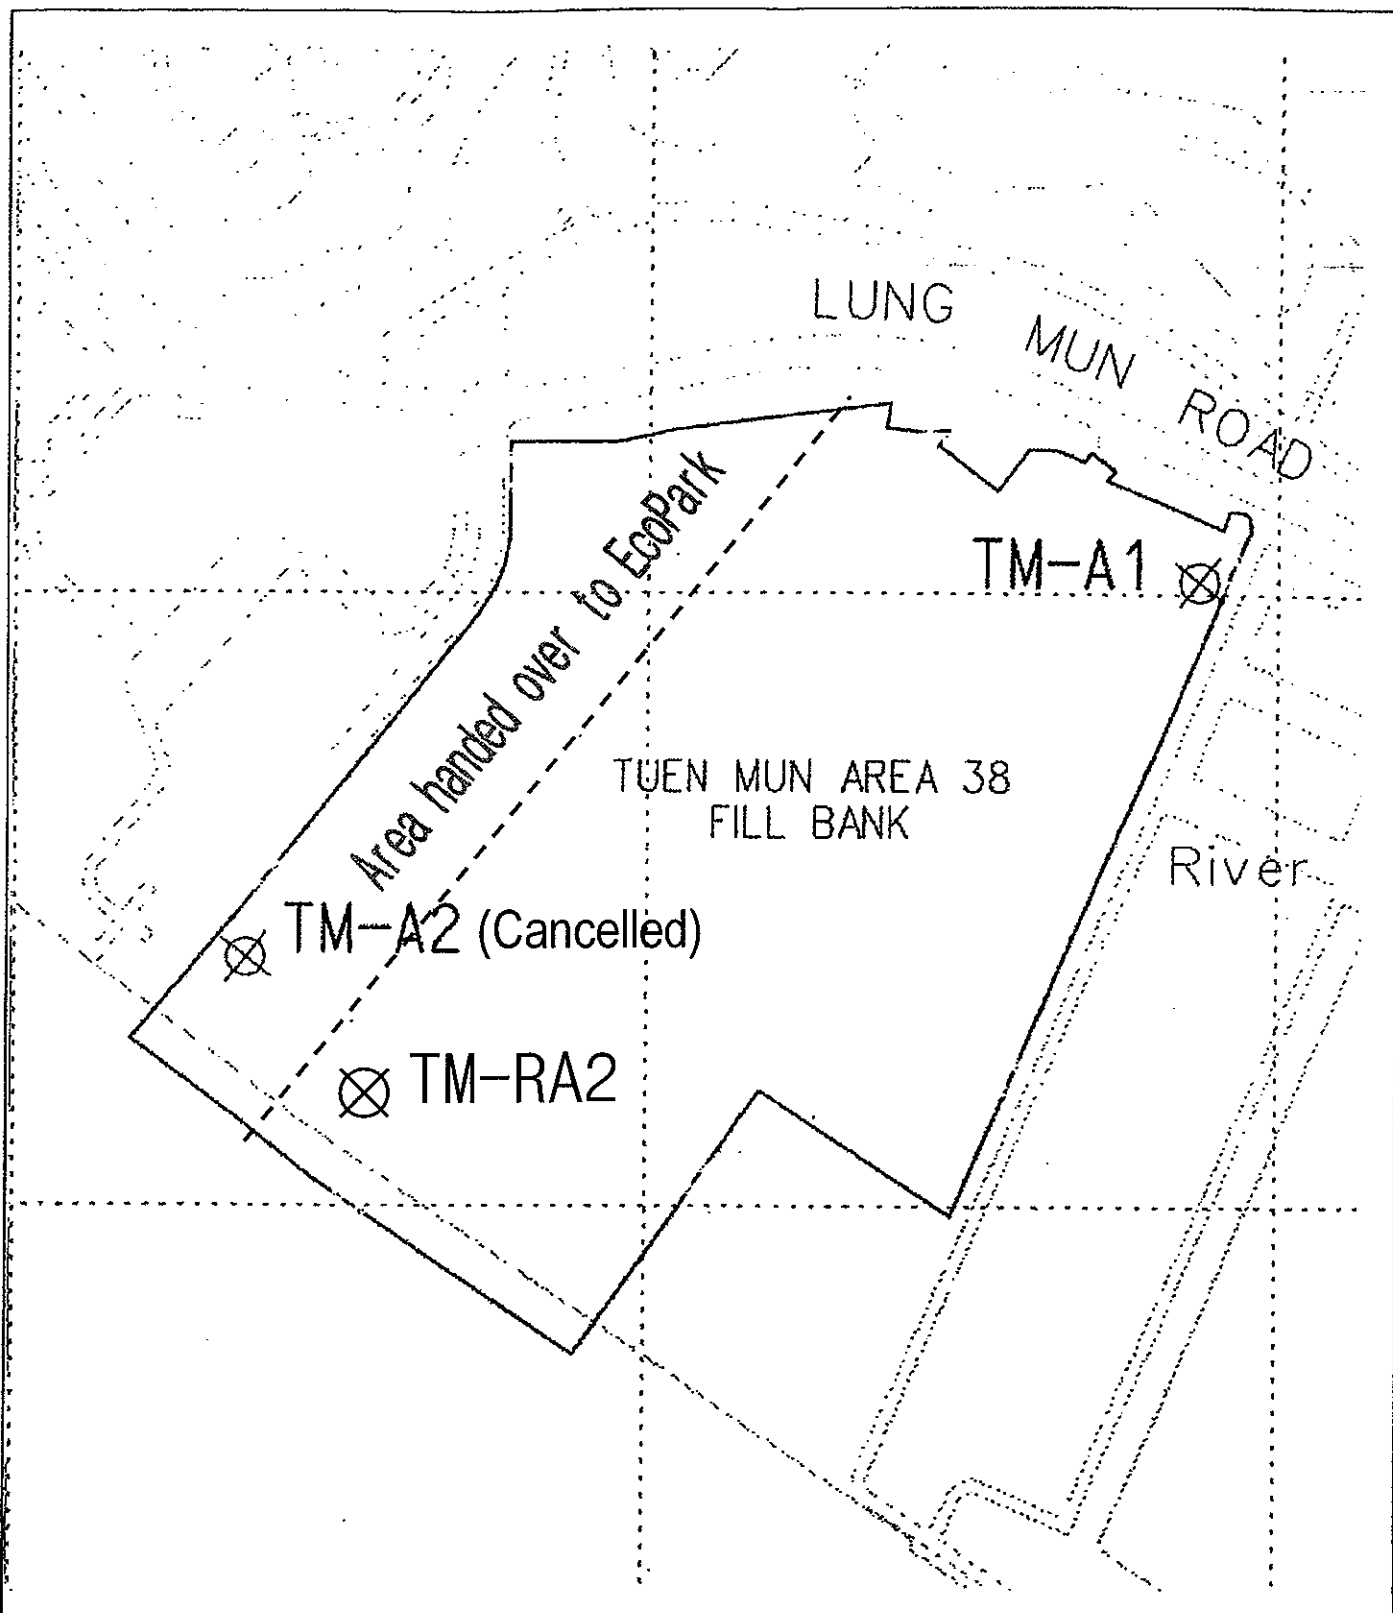 LUNG MUN ROAD
Area handed over to EcoPark
TM-A1
TUEN MUN AREA 38
FILL BANK
River
TM-A2 (Cancelled)
TM-RA2